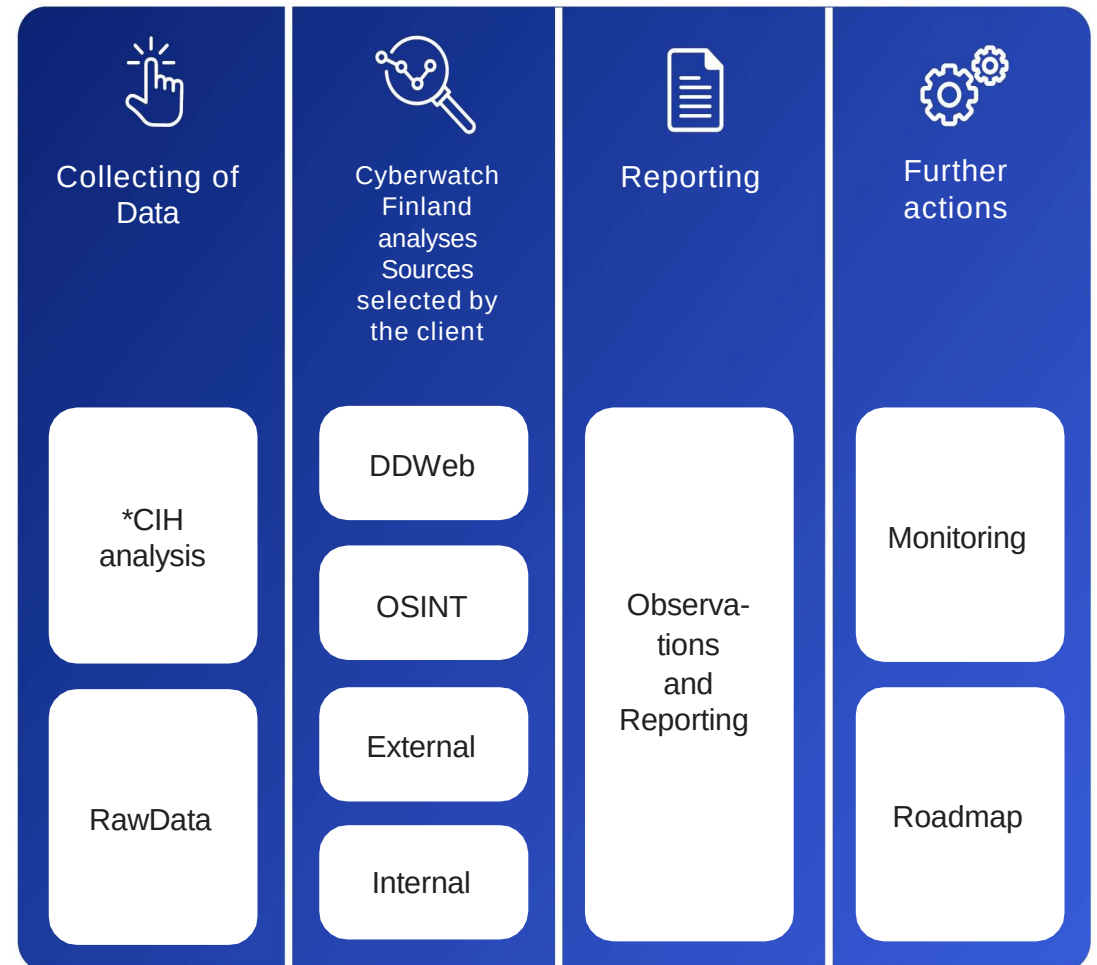 Collecting of
Data
*CIH
analysis
RawData
Cyberwatch
Finland
analyses
Sources
selected by
the client
DDWeb
OSINT
External
Internal
Reporting
Observa-
tions
and
Reporting
Further
actions
Monitoring
Roadmap